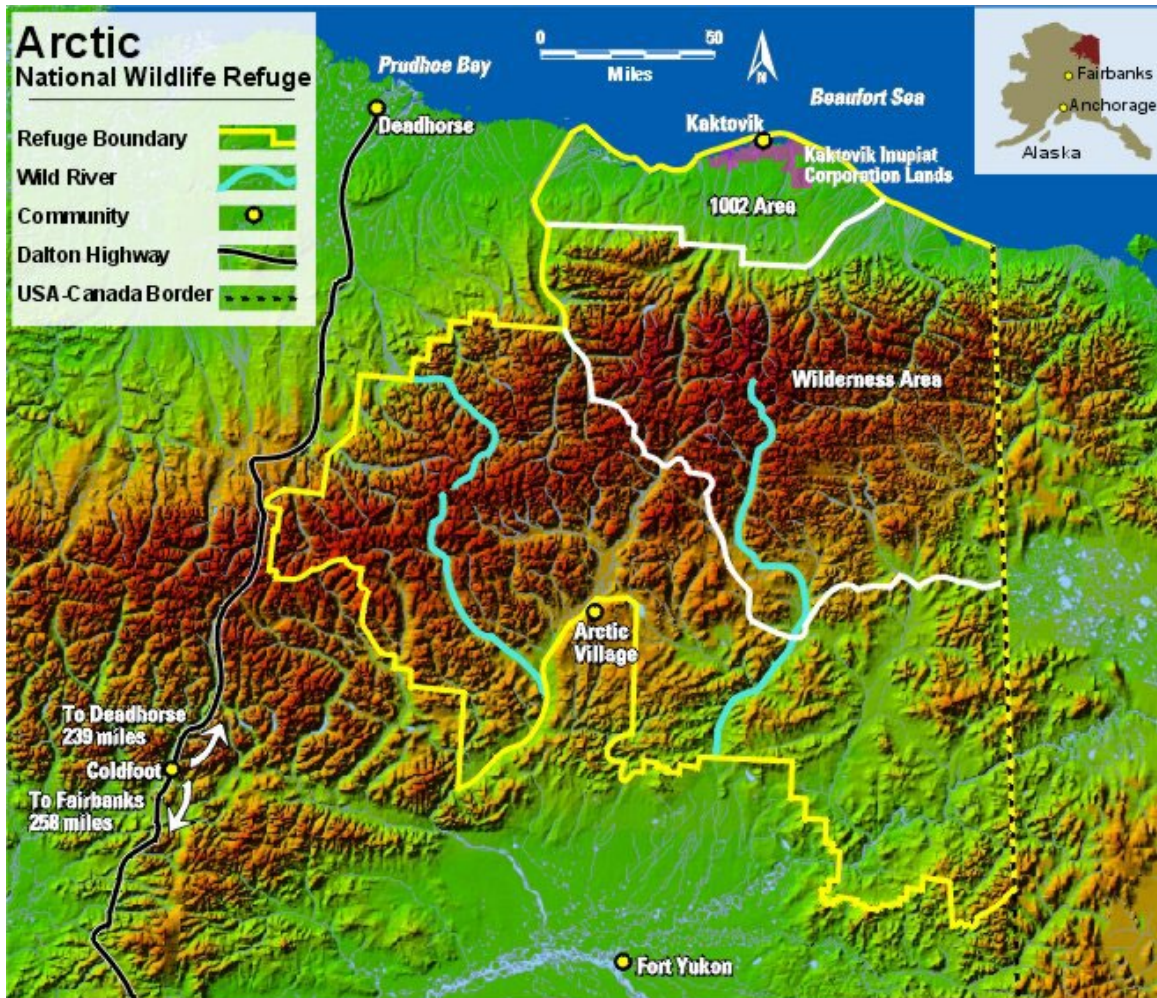 Arctic
National Wildlife Refuge
Refuge Boundary
Wild River
Community
Dalton Highway
USA-Canada Border
Prudhoe Bay
Deadhorse
0 50
Miles
N
Beaufort Sea
Kaktovik
Kaktovik Inupiat
Corporation Lands
1002 Area
Fairbanks
Anchorage
Alaska
Wilderness Area
Arctic
Village
To Deadhorse
239 miles
Coldfoot
To Fairbanks
258 miles
Fort Yukon